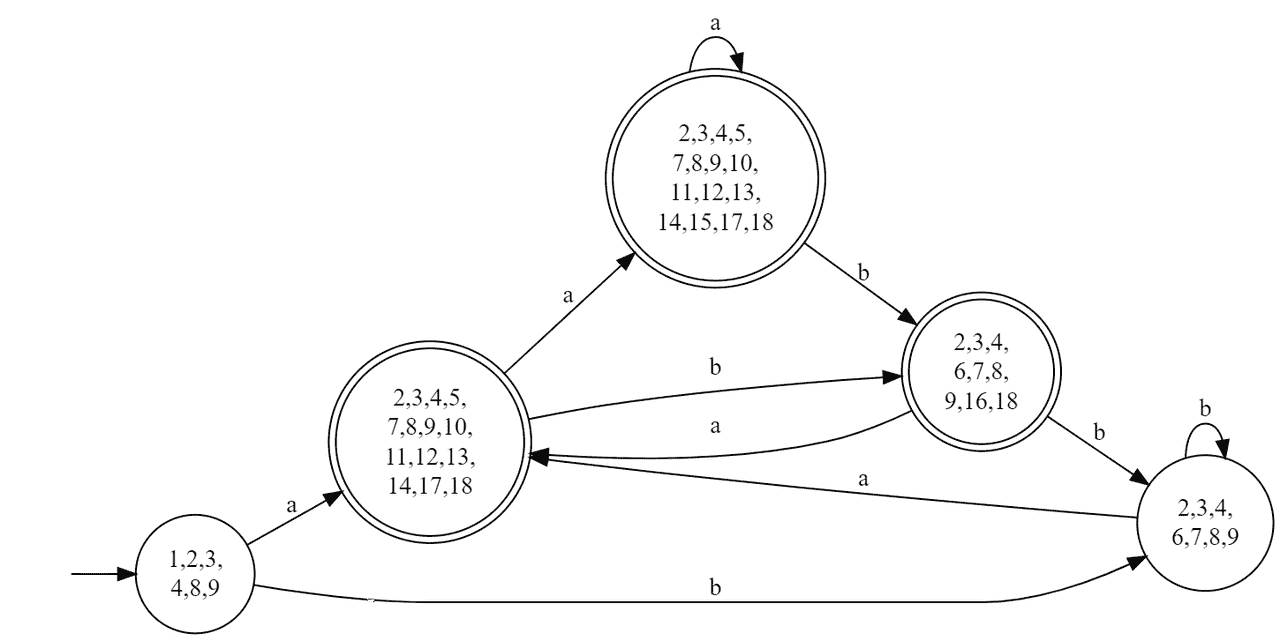 a
2,3,4,5,
7,8,9,10,
11,12,13,
14,15,17,18
b
a
2,3,4,
6,7,8,
9,16,18
b
2,3,4,5,
7,8,9,10,
11,12,13,
14,17,18
a
b
b
a
2,3,4,
6,7,8,9
a
1,2,3,
4,8,9
b